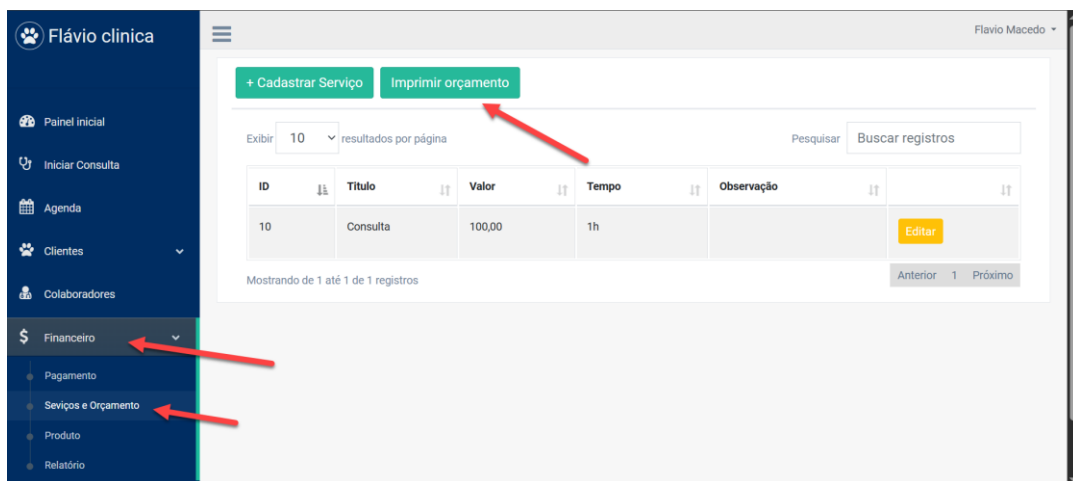 Flávio clinica
Flavio Macedo
+ Cadastrar Serviço Imprimir orçamento
Painel inicial
Iniciar Consulta
Agenda
Clientes
Colaboradores
Financeiro
Pagamento
Seviços e Orçamento
Produto
Relatório
Exibir 10 resultados por página
Pesquisar Buscar registros
ID Titulo Valor Tempo Observação
10 Consulta 100,00 1h Editar
Mostrando de 1 até 1 de 1 registros
Anterior 1 Próximo